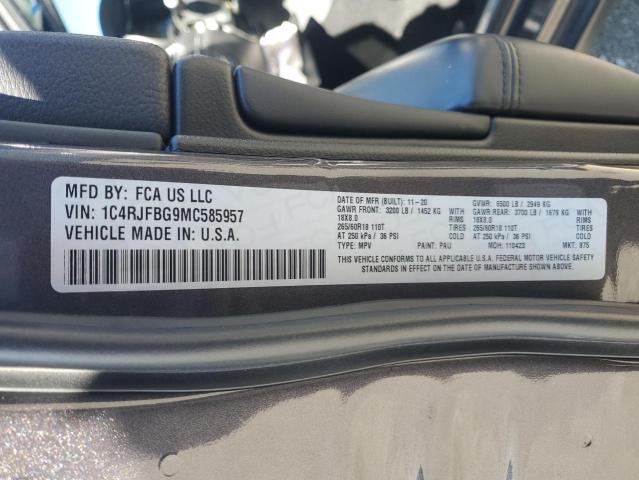 MFD BY: FCA US LLC
VIN: 1C4RJFBG9MC585957
VEHICLE MADE IN: U.S.A.
DATE OF MFR (BUILT): 11-20 GVWR: 6500 LB / 2949 KG
GAWR FRONT: 3200 LB / 1452 KG WITH GAWR REAR: 3700 LB / 1679 KG WITH
18X8.0 RIMS 18X8.0 RIMS
265/60R18 110T TIRES 265/60R18 110T TIRES
AT 250 kPa / 36 PSI COLD AT 250 kPa / 36 PSI COLD
TYPE: MPV PAINT: PAU MDH: 110423 MKT: 875
THIS VEHICLE CONFORMS TO ALL APPLICABLE U.S.A. FEDERAL MOTOR VEHICLE SAFETY
STANDARDS IN EFFECT ON THE DATE OF MANUFACTURE SHOWN ABOVE.